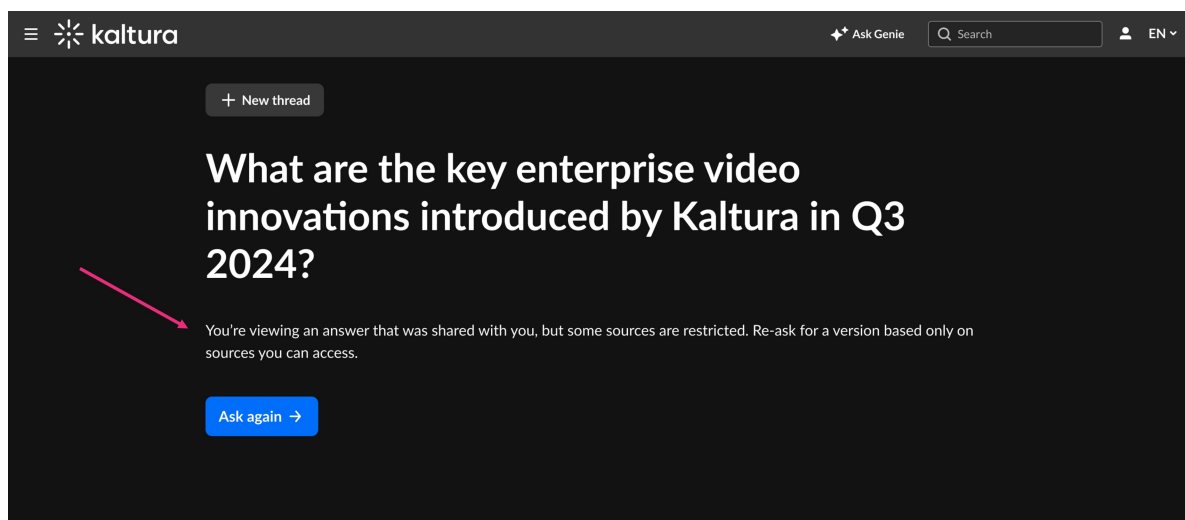 kaltura
Ask Genie
Search
EN
New thread
What are the key enterprise video
innovations introduced by Kaltura in Q3
2024?
You're viewing an answer that was shared with you, but some sources are restricted. Re-ask for a version based only on
sources you can access.
Ask again →